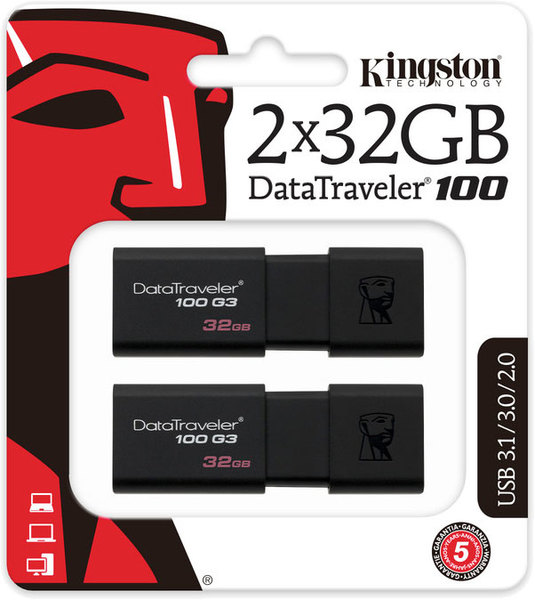 Kingston
TECHNOLOGY
2x32GB
DataTraveler® 100
DataTraveler®
100 G3
32GB
DataTraveler®
100 G3
32GB
USB 3.1 / 3.0 / 2.0
®
5